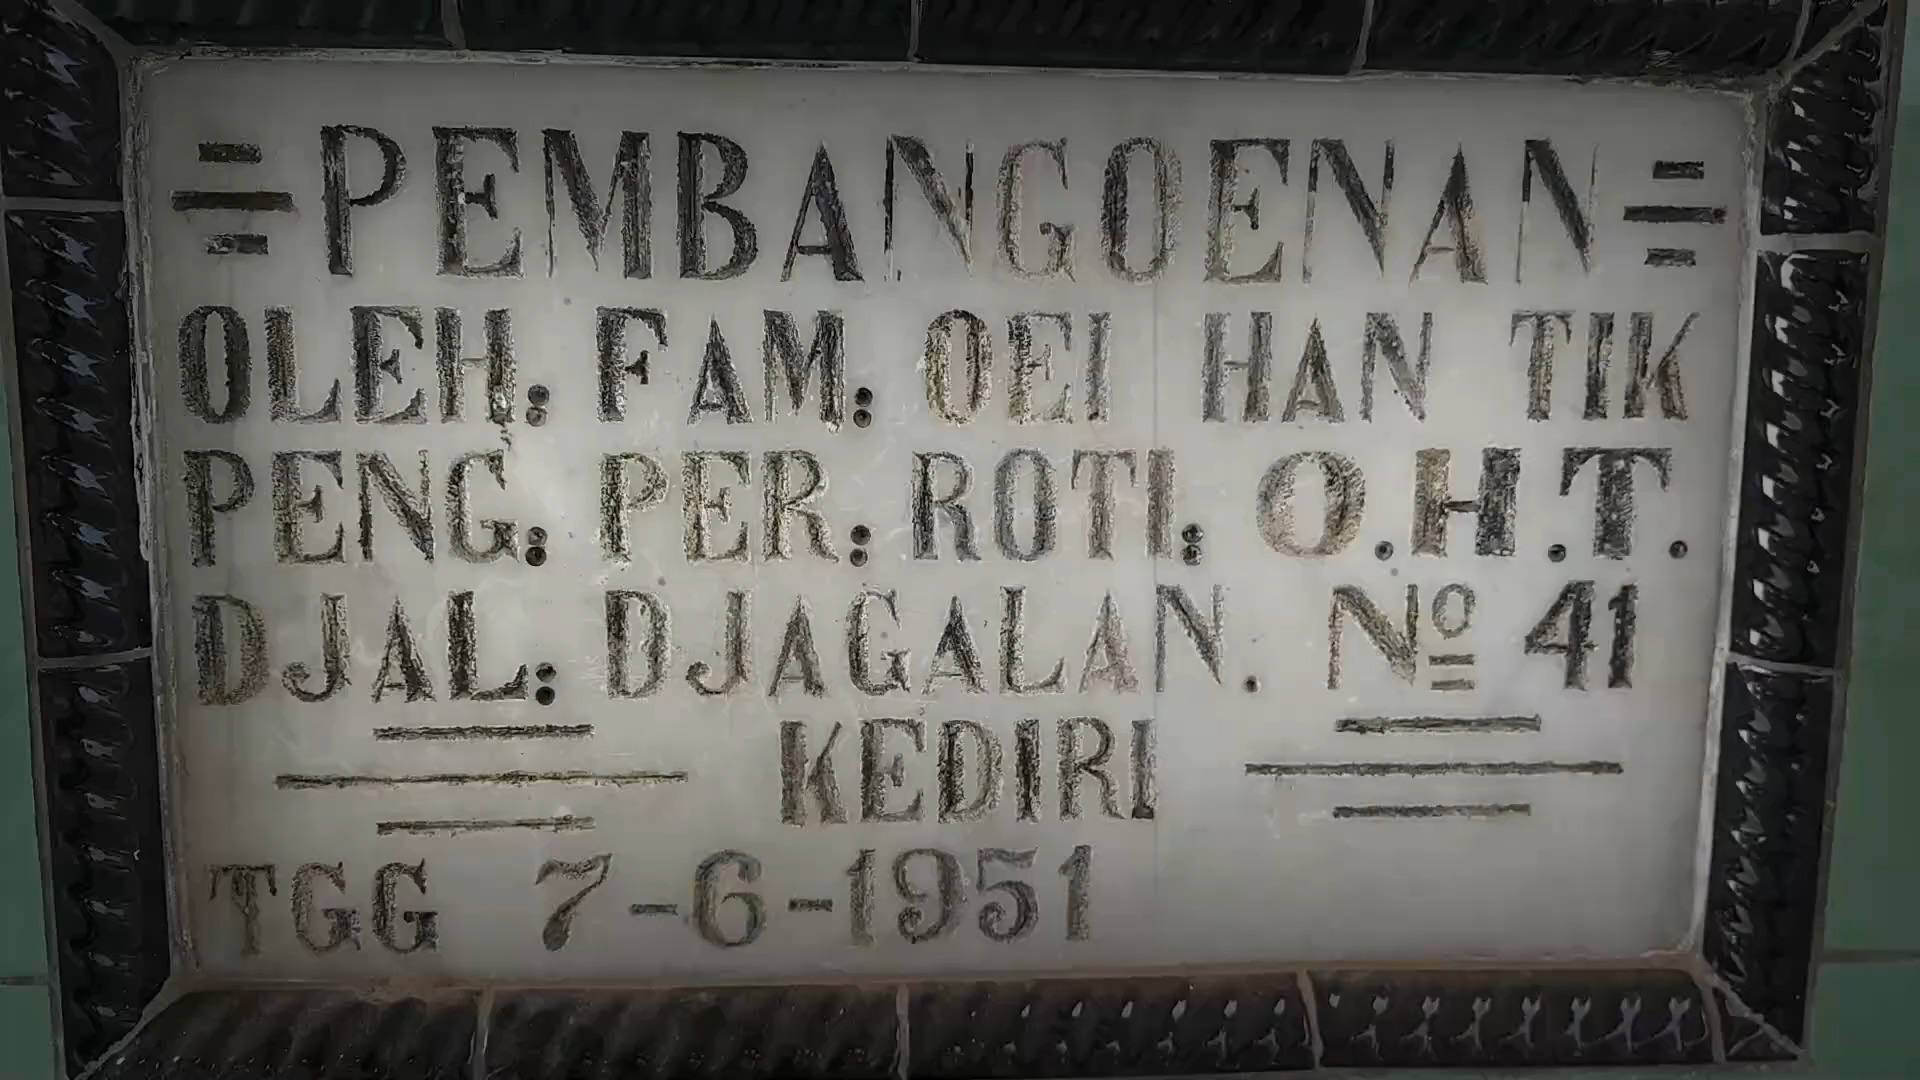 = PEMBANGOENAN =
OLEH: FAM: OEI HAN TIK
PENG: PER: ROTI: O.H.T.
DJAL: DJAGALAN. Nº 41
KEDIRI
TGG 7-6-1951